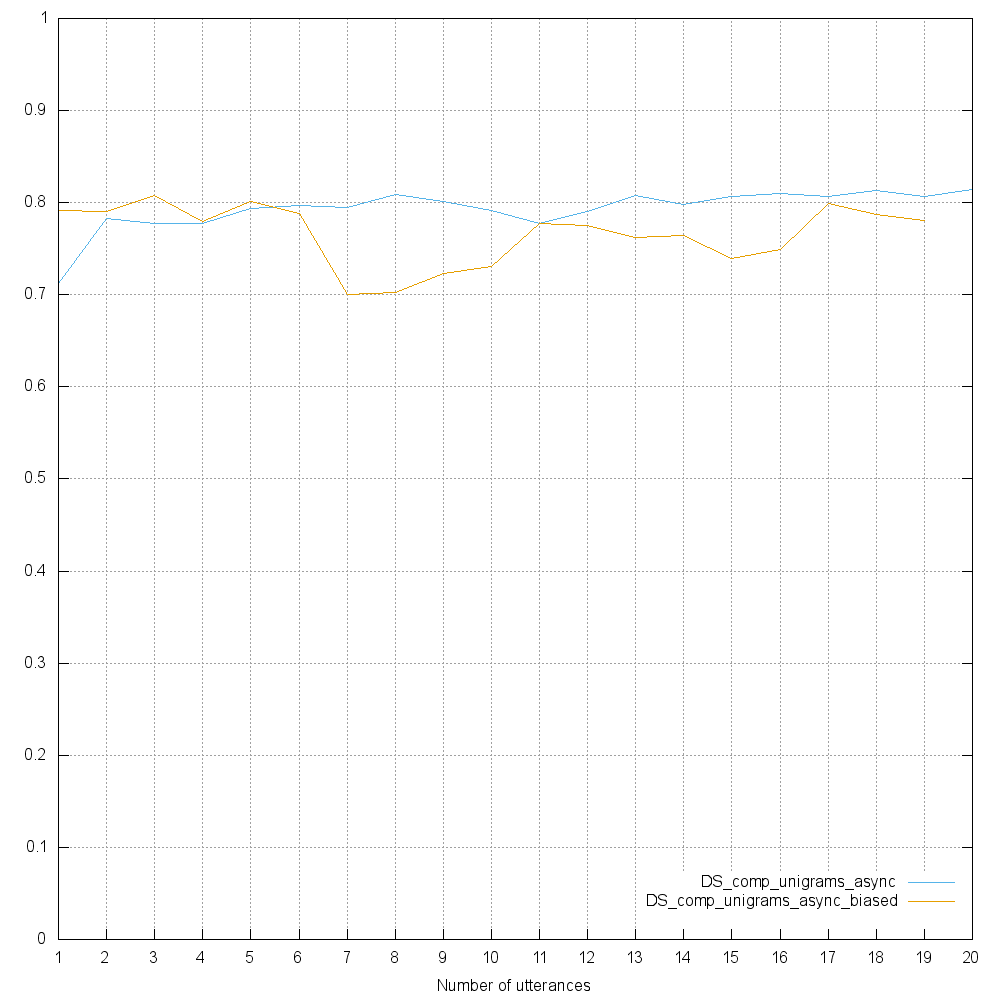 1
0.9
0.8
0.7
0.6
0.5
0.4
0.3
0.2
0.1
0
DS_comp_unigrams_async
DS_comp_unigrams_async_biased
1 2 3 4 5 6 7 8 9 10 11 12 13 14 15 16 17 18 19 20
Number of utterances